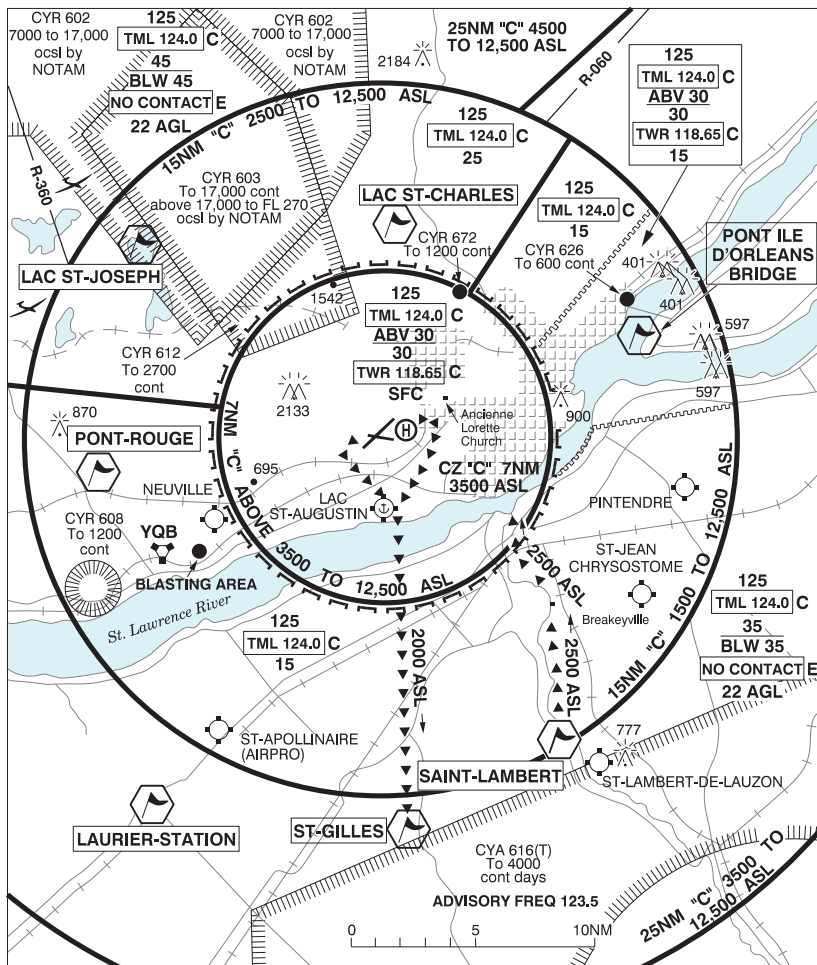 CYR 602
7000 to 17,000
ocsl by
NOTAM
125
TML 124.0 C
45
BLW 45
NO CONTACT E
22 AGL
CYR 602
7000 to 17,000
ocsl by
NOTAM
2184
25NM "C" 4500
TO 12,500 ASL
R-060
125
TML 124.0 C
ABV 30
30
TWR 118.65 C
15
15NM "C" 2500 TO 12,500 ASL
125
TML 124.0 C
25
R-360
CYR 603
To 17,000 cont
above 17,000 to FL 270
ocsl by NOTAM
LAC ST-CHARLES
125
TML 124.0 C
15
CYR 672
To 1200 cont
CYR 626
To 600 cont
PONT ILE
D'ORLEANS
BRIDGE
LAC ST-JOSEPH
401
401
1542
597
597
CYR 612
To 2700
cont
125
TML 124.0 C
ABV 30
30
TWR 118.65 C
SFC
2133
H
Ancienne
Lorette
Church
900
870
PONT-ROUGE
7NM "C" ABOVE 3500 TO 12,500 ASL
695
CZ "C" 7NM
3500 ASL
NEUVILLE
LAC
ST-AUGUSTIN
PINTENDRE
CYR 608
To 1200
cont
YQB
BLASTING AREA
St. Lawrence River
2500 ASL
ST-JEAN
CHRYSOSTOME
Breakeyville
15NM "C" 1500 TO 12,500 ASL
125
TML 124.0 C
35
BLW 35
NO CONTACT E
22 AGL
125
TML 124.0 C
15
2000 ASL
2500 ASL
ST-APOLLINAIRE
(AIRPRO)
777
SAINT-LAMBERT
ST-LAMBERT-DE-LAUZON
LAURIER-STATION
ST-GILLES
CYA 616(T)
To 4000
cont days
ADVISORY FREQ 123.5
25NM "C" 3500 TO
12,500 ASL
0 5 10NM